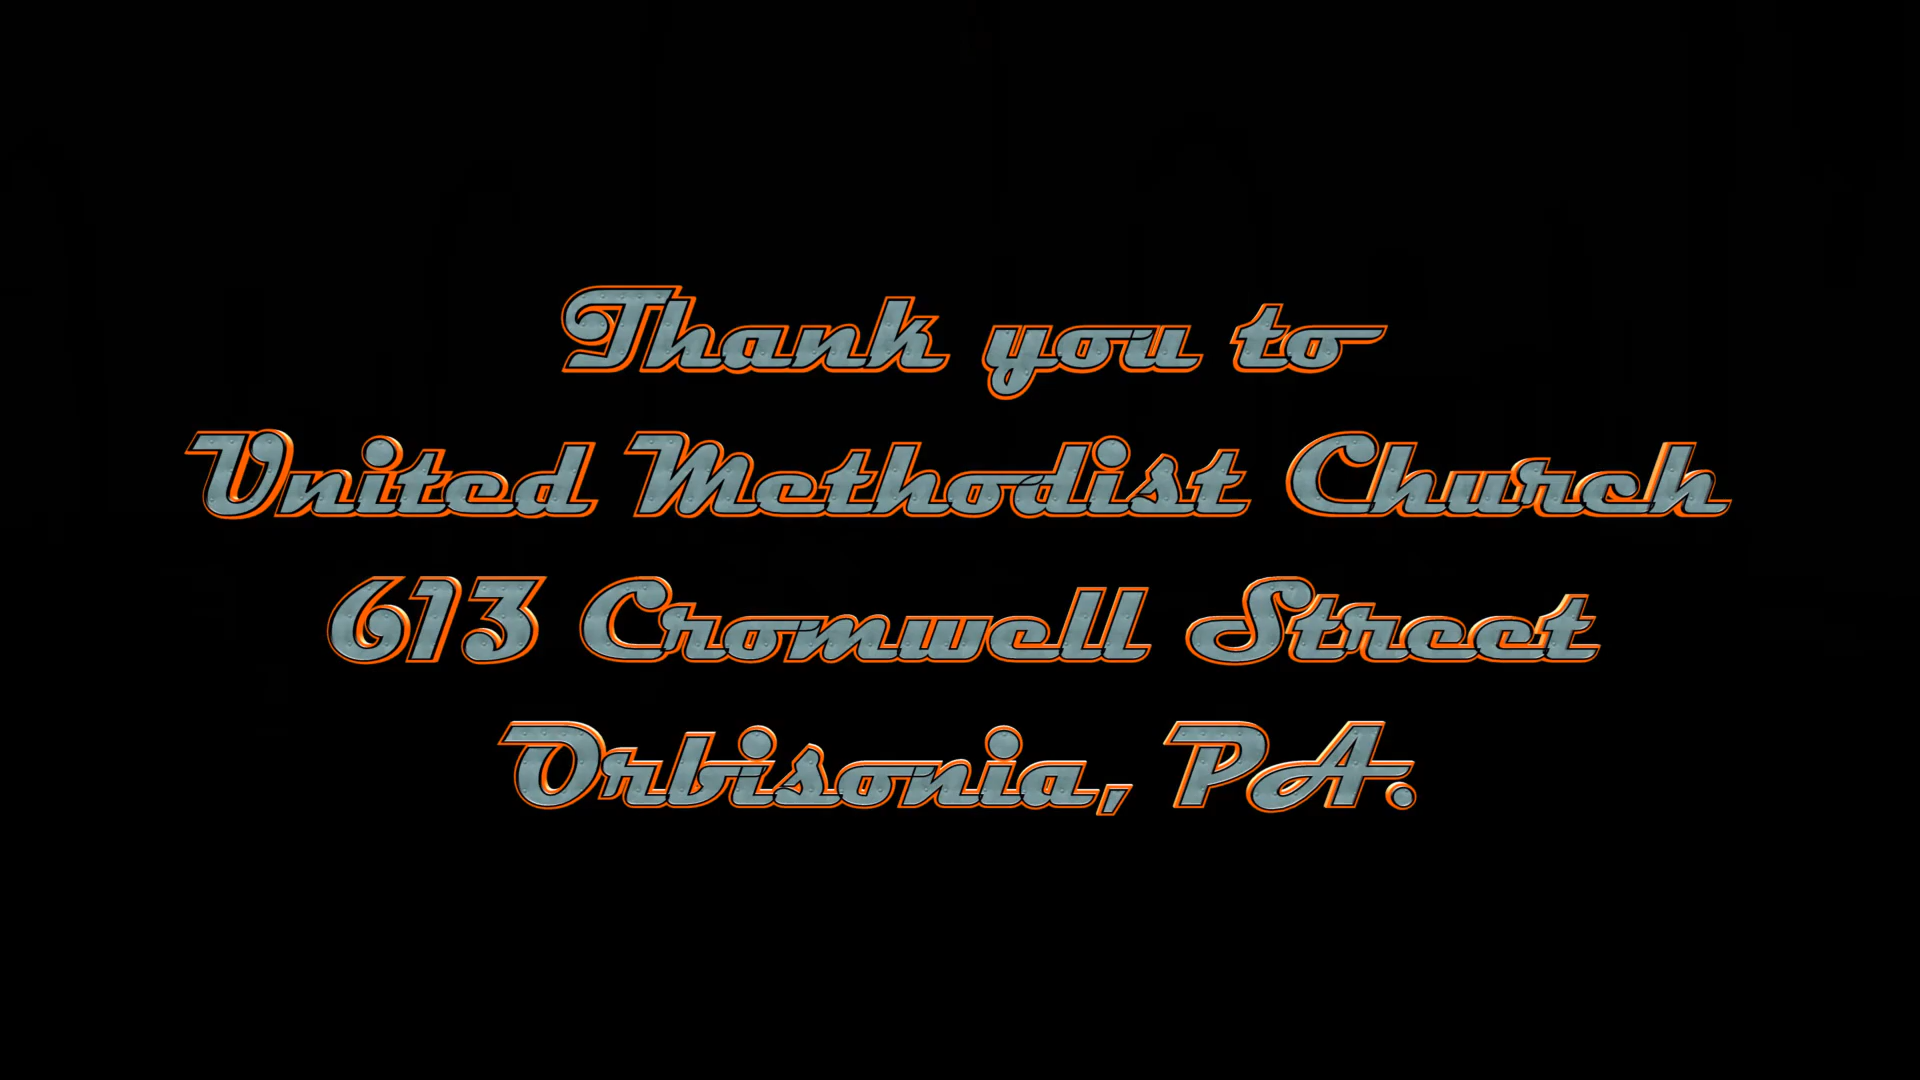 Thank you to
United Methodist Church
613 Cromwell Street
Orbisonia, PA.